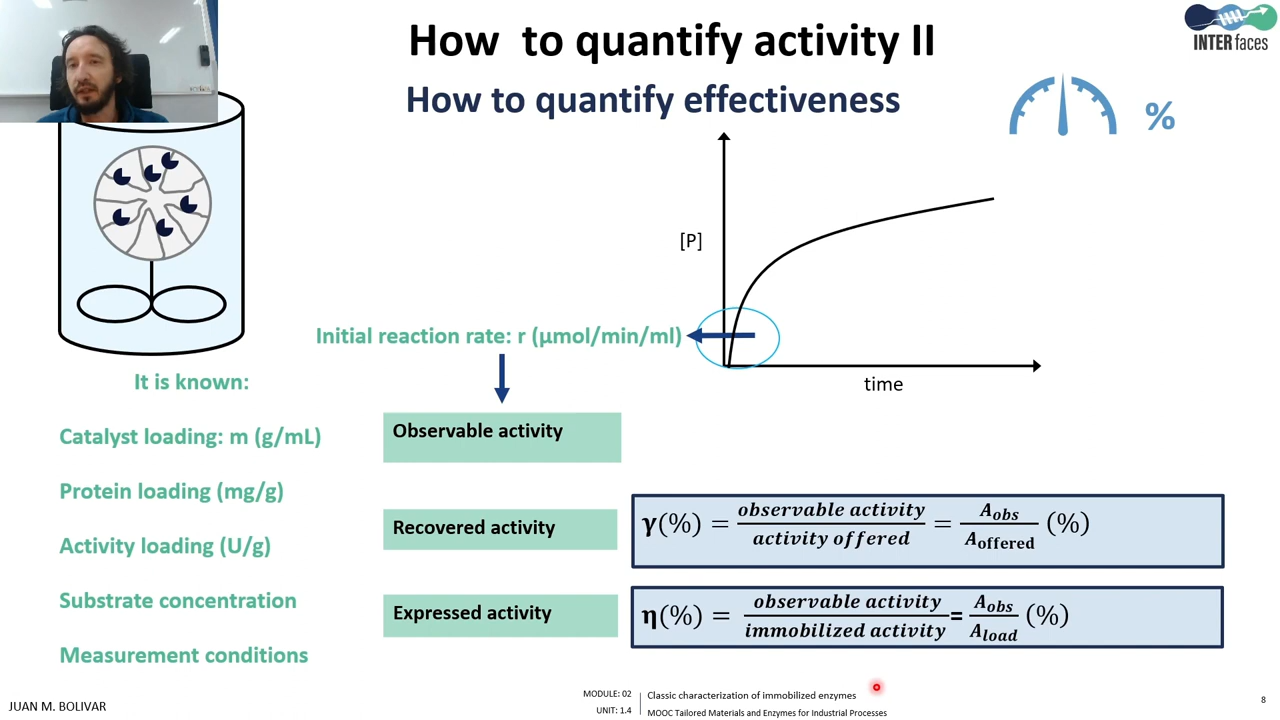 How to quantify activity II
INTERfaces
How to quantify effectiveness
%
[P]
Initial reaction rate: r (μmol/min/ml)
time
It is known:
Catalyst loading: m (g/mL)
Protein loading (mg/g)
Activity loading (U/g)
Substrate concentration
Measurement conditions
Observable activity
Recovered activity
γ(%) = observable activity / activity offered = A_obs / A_offered (%)
Expressed activity
η(%) = observable activity / immobilized activity = A_obs / A_load (%)
JUAN M. BOLIVAR
MODULE: 02
UNIT: 1.4
Classic characterization of immobilized enzymes
MOOC Tailored Materials and Enzymes for Industrial Processes
8